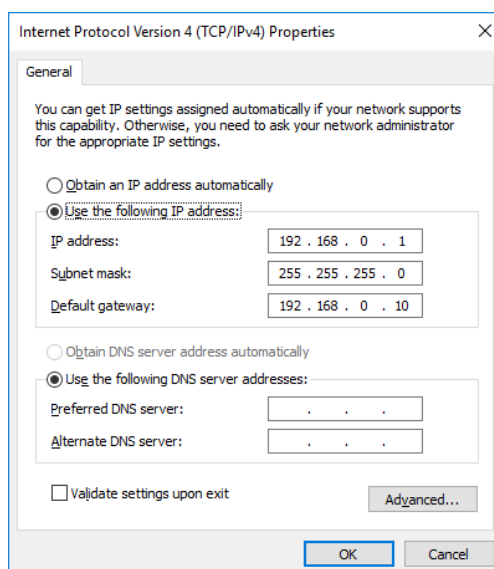 Internet Protocol Version 4 (TCP/IPv4) Properties
General
You can get IP settings assigned automatically if your network supports
this capability. Otherwise, you need to ask your network administrator
for the appropriate IP settings.
Obtain an IP address automatically
Use the following IP address:
IP address: 192 . 168 . 0 . 1
Subnet mask: 255 . 255 . 255 . 0
Default gateway: 192 . 168 . 0 . 10
Obtain DNS server address automatically
Use the following DNS server addresses:
Preferred DNS server: . . .
Alternate DNS server: . . .
Validate settings upon exit
Advanced...
OK Cancel